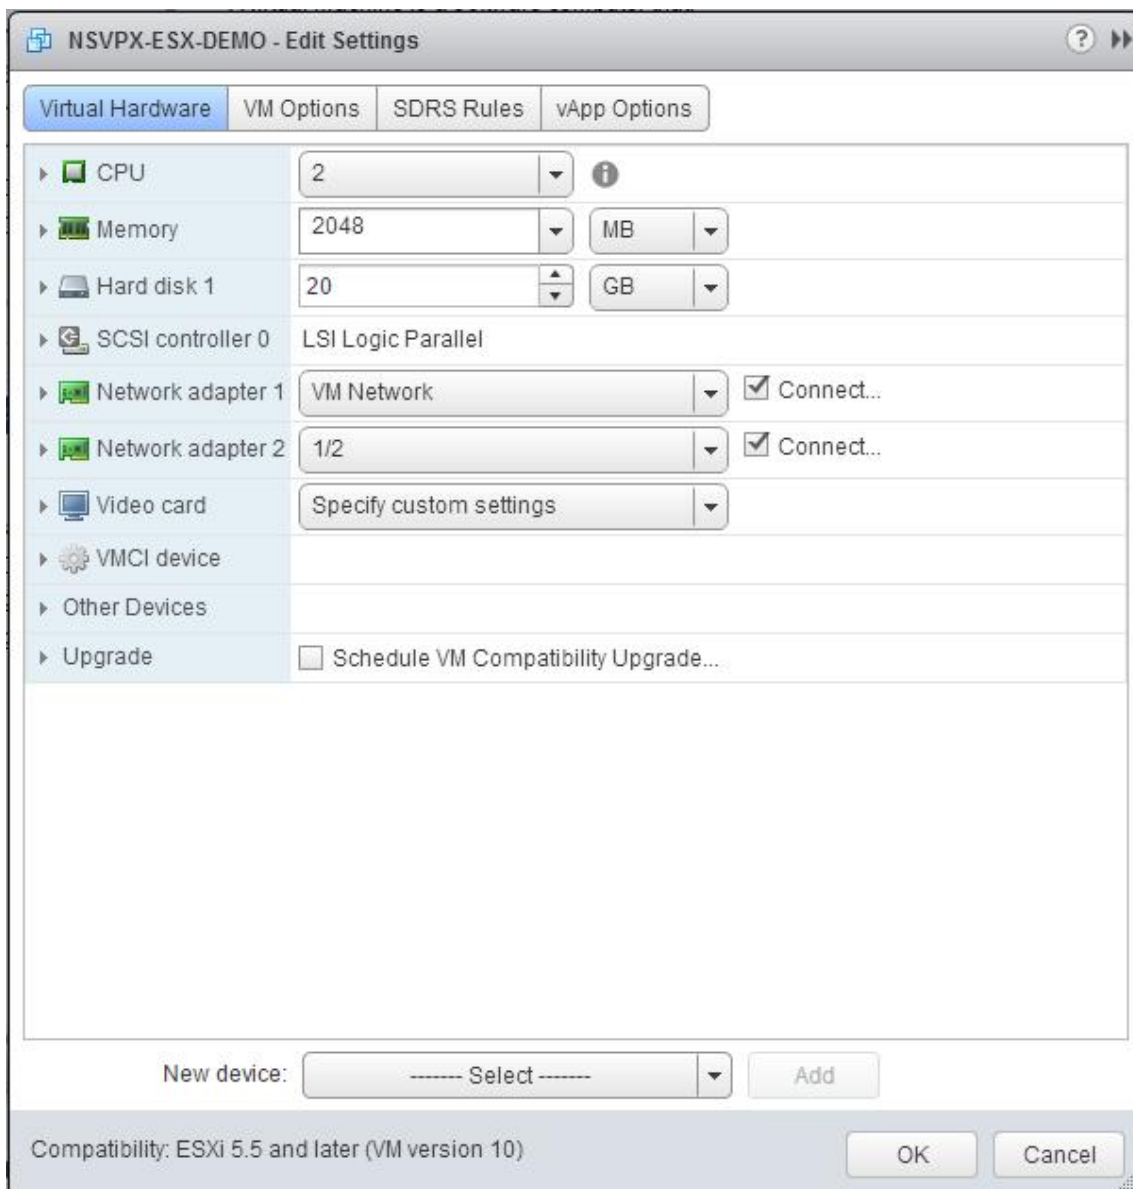 NSVPX-ESX-DEMO - Edit Settings
Virtual Hardware VM Options SDRS Rules vApp Options
CPU 2
Memory 2048 MB
Hard disk 1 20 GB
SCSI controller 0 LSI Logic Parallel
Network adapter 1 VM Network Connect...
Network adapter 2 1/2 Connect...
Video card Specify custom settings
VMCI device
Other Devices
Upgrade Schedule VM Compatibility Upgrade...
New device: ------- Select ------- Add
Compatibility: ESXi 5.5 and later (VM version 10) OK Cancel